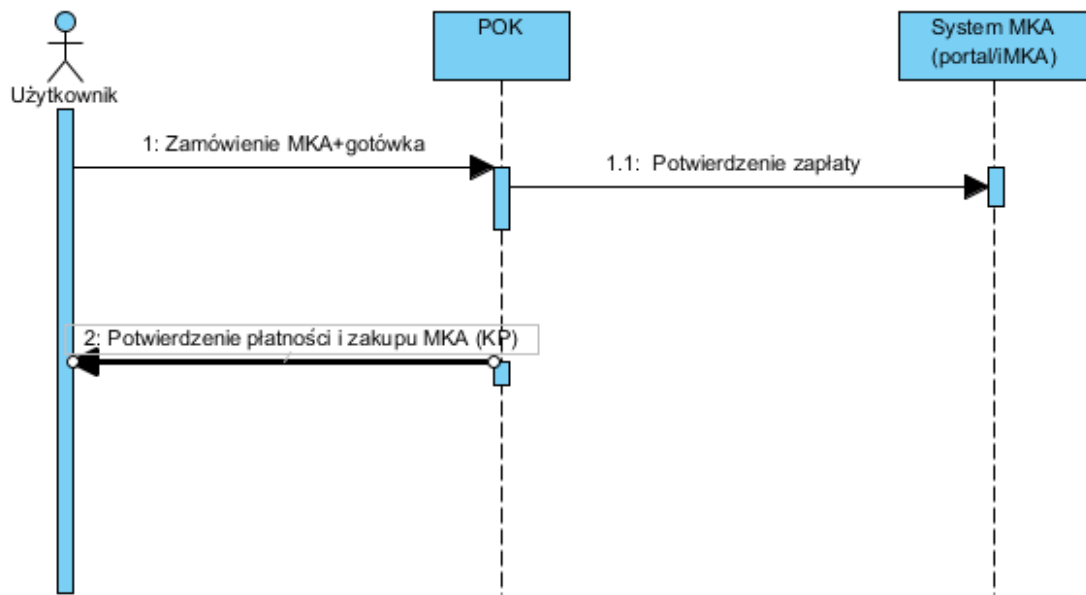 Użytkownik
POK
System MKA
(portal/iMKA)
1: Zamówienie MKA+gotówka
1.1: Potwierdzenie zapłaty
2: Potwierdzenie płatności i zakupu MKA (KP)